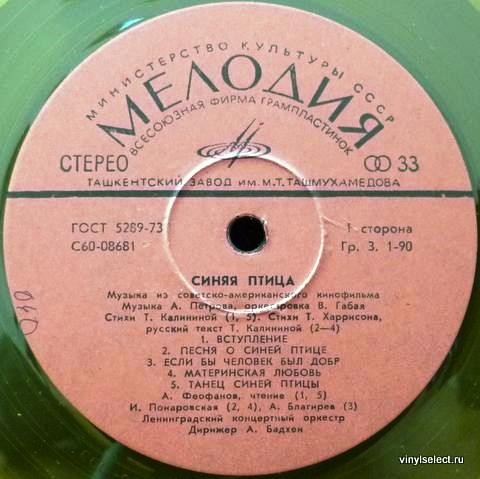 МИНИСТЕРСТВО КУЛЬТУРЫ СССР
МЕЛОДИЯ
ВСЕСОЮЗНАЯ ФИРМА ГРАМПЛАСТИНОК
СТЕРЕО
33
ТАШКЕНТСКИЙ ЗАВОД ИМ. М.Т. ТАШМУХАМЕДОВА
ГОСТ 5289-73
1 сторона
С60-08681
Гр. 3. 1-90
СИНЯЯ ПТИЦА
Музыка из советско-американского кинофильма
Музыка А. Петрова, оркестровка В. Габая
Стихи Т. Калининой (1, 5). Стихи Т. Харрисона,
русский текст Т. Калининой (2—4)
1. ВСТУПЛЕНИЕ
2. ПЕСНЯ О СИНЕЙ ПТИЦЕ
3. ЕСЛИ БЫ ЧЕЛОВЕК БЫЛ ДОБР
4. МАТЕРИНСКАЯ ЛЮБОВЬ
5. ТАНЕЦ СИНЕЙ ПТИЦЫ
А. Феофанов, чтение (1, 5)
И. Понаровская (2, 4), А. Благирев (3)
Ленинградский концертный оркестр
Дирижер А. Бадхен
vinylselect.ru